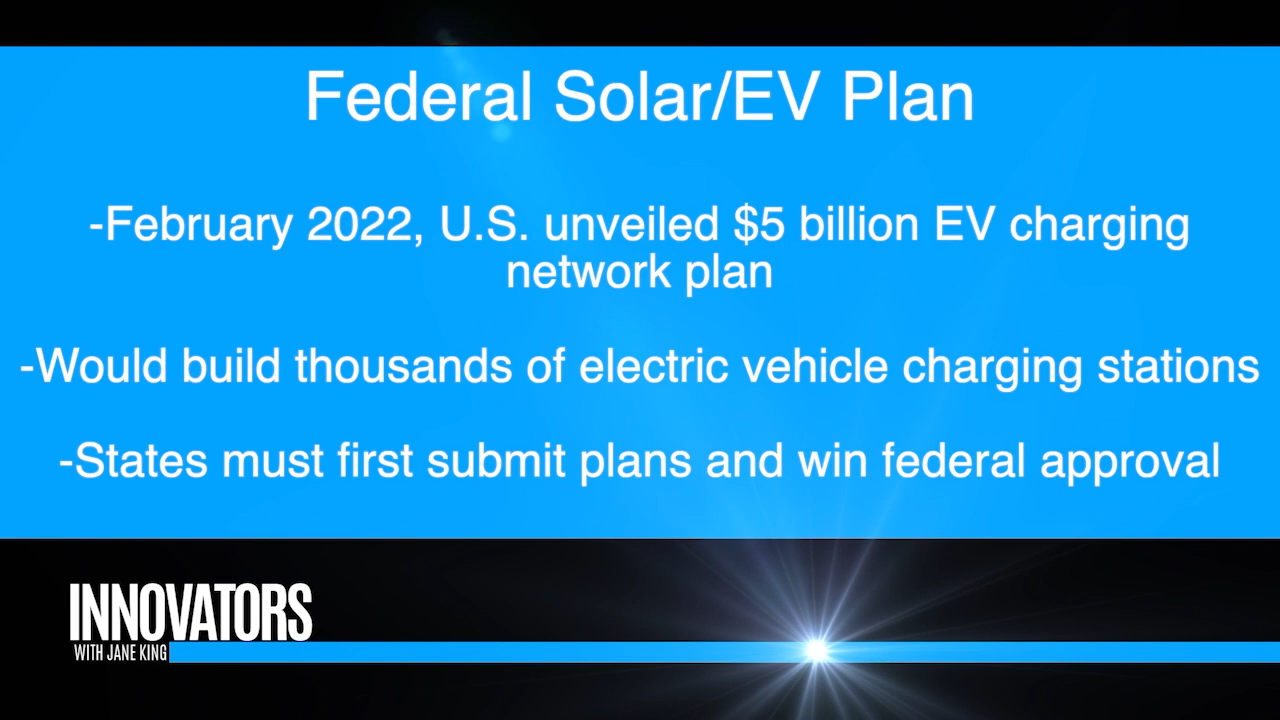 Federal Solar/EV Plan
-February 2022, U.S. unveiled $5 billion EV charging
network plan
-Would build thousands of electric vehicle charging stations
-States must first submit plans and win federal approval
INNOVATORS
WITH JANE KING